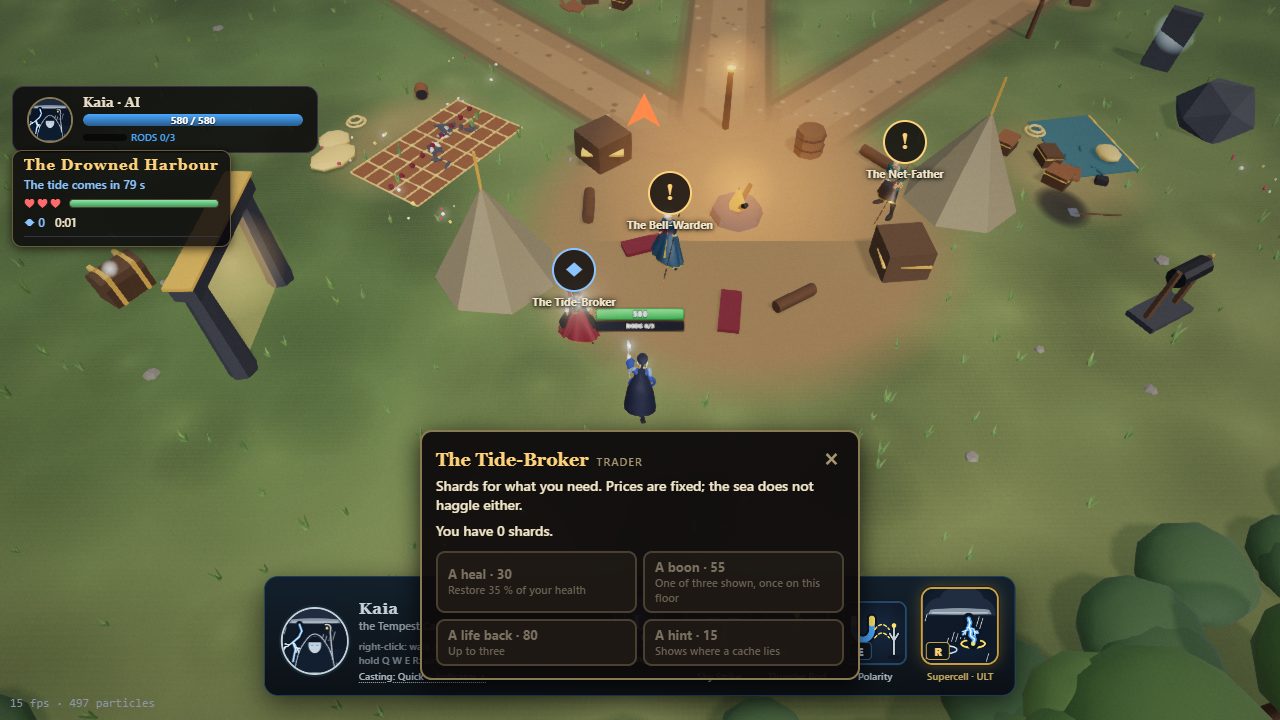 Kaia · AI
580 / 580
RODS 0/3
The Drowned Harbour
The tide comes in 79 s
0 0:01
!
The Net-Father
!
The Bell-Warden
The Tide-Broker
580
RODS 0/3
The Tide-Broker TRADER
Shards for what you need. Prices are fixed; the sea does not
haggle either.
You have 0 shards.
A heal · 30
Restore 35 % of your health
A boon · 55
One of three shown, once on this
floor
A life back · 80
Up to three
A hint · 15
Shows where a cache lies
Kaia
the Tempest
right-click:
hold Q W E R
Casting: Quick
E
Polarity
R
Supercell · ULT
15 fps · 497 particles